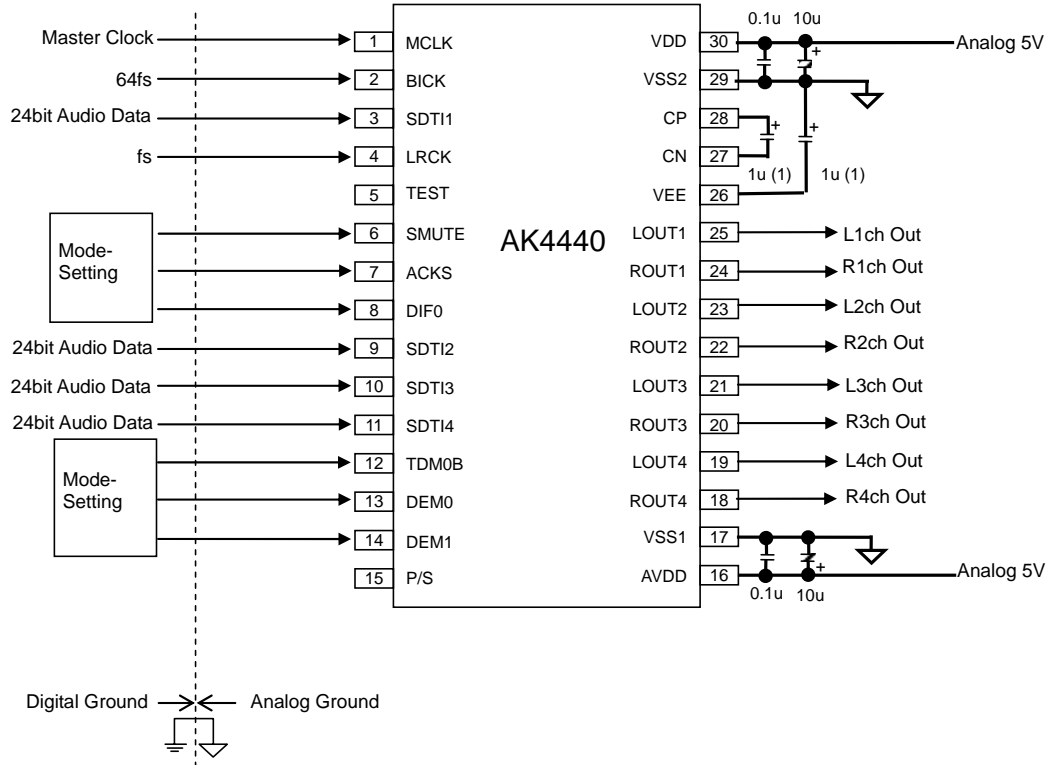 0.1u 10u
Master Clock 1 MCLK VDD 30 + Analog 5V
64fs 2 BICK VSS2 29
24bit Audio Data 3 SDTI1 CP 28 + +
fs 4 LRCK CN 27
1u (1) 1u (1)
5 TEST VEE 26
Mode-
Setting
6 SMUTE AK4440 LOUT1 25 L1ch Out
7 ACKS ROUT1 24 R1ch Out
8 DIF0 LOUT2 23 L2ch Out
24bit Audio Data 9 SDTI2 ROUT2 22 R2ch Out
24bit Audio Data 10 SDTI3 LOUT3 21 L3ch Out
24bit Audio Data 11 SDTI4 ROUT3 20 R3ch Out
Mode-
Setting
12 TDM0B LOUT4 19 L4ch Out
13 DEM0 ROUT4 18 R4ch Out
14 DEM1 VSS1 17
15 P/S AVDD 16 + Analog 5V
0.1u 10u
Digital Ground Analog Ground